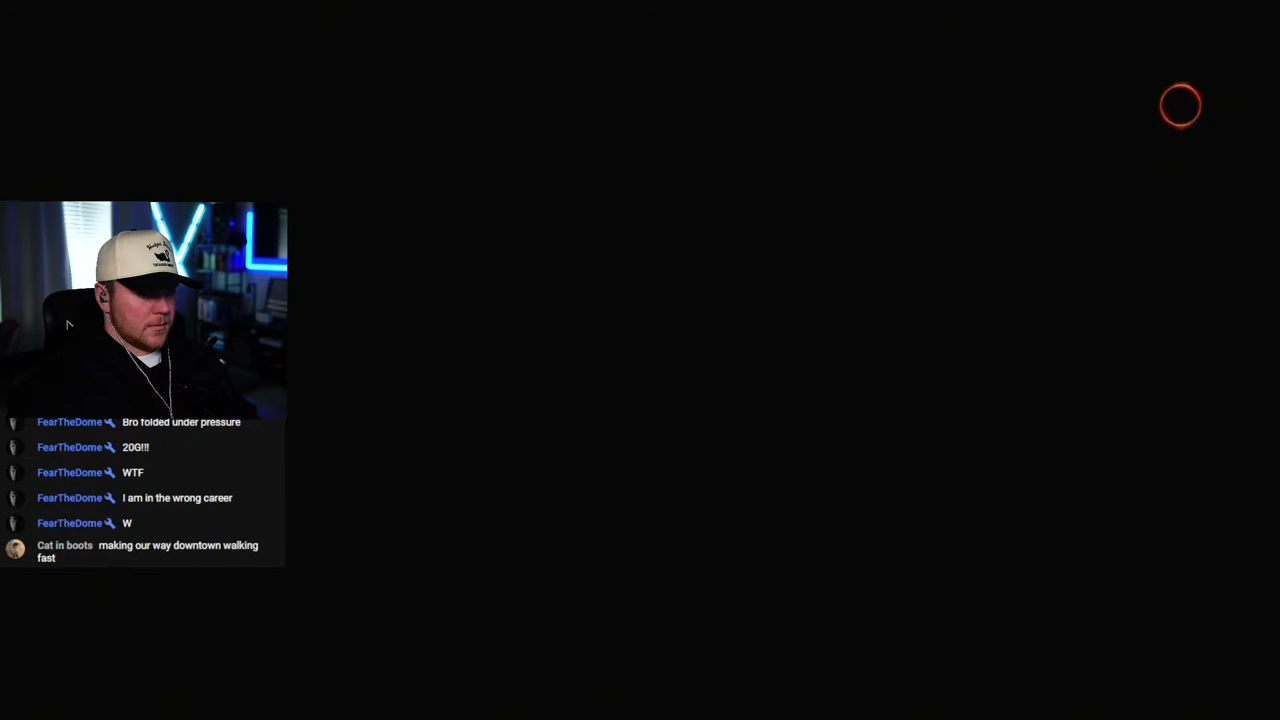 FearTheDome Bro folded under pressure
FearTheDome 20G!!!
FearTheDome WTF
FearTheDome I am in the wrong career
FearTheDome W
Cat in boots making our way downtown walking
fast